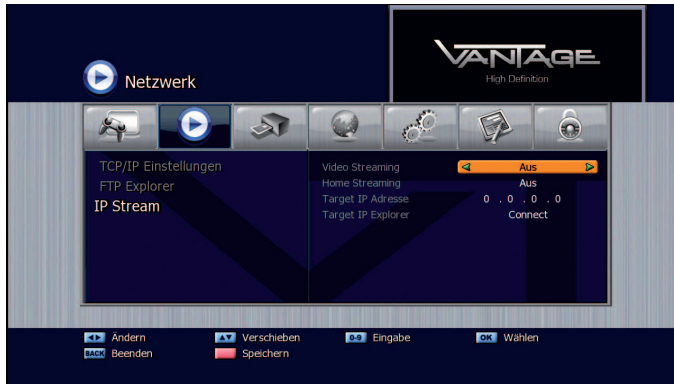 VANTAGE
High Definition
Netzwerk
TCP/IP Einstellungen
FTP Explorer
IP Stream
Video Streaming Aus
Home Streaming Aus
Target IP Adresse 0 . 0 . 0 . 0
Target IP Explorer Connect
Ändern Verschieben 0-9 Eingabe OK Wählen
BACK Beenden Speichern